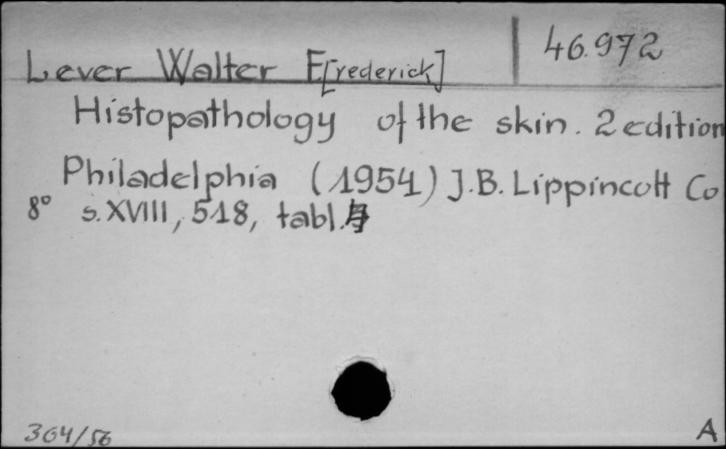 46.972
Lever Walter F[rederick]
Histopathology of the skin. 2 edition
Philadelphia (1954) J.B. Lippincott Co
8° s. XVIII, 518, tabl.
364/56
A